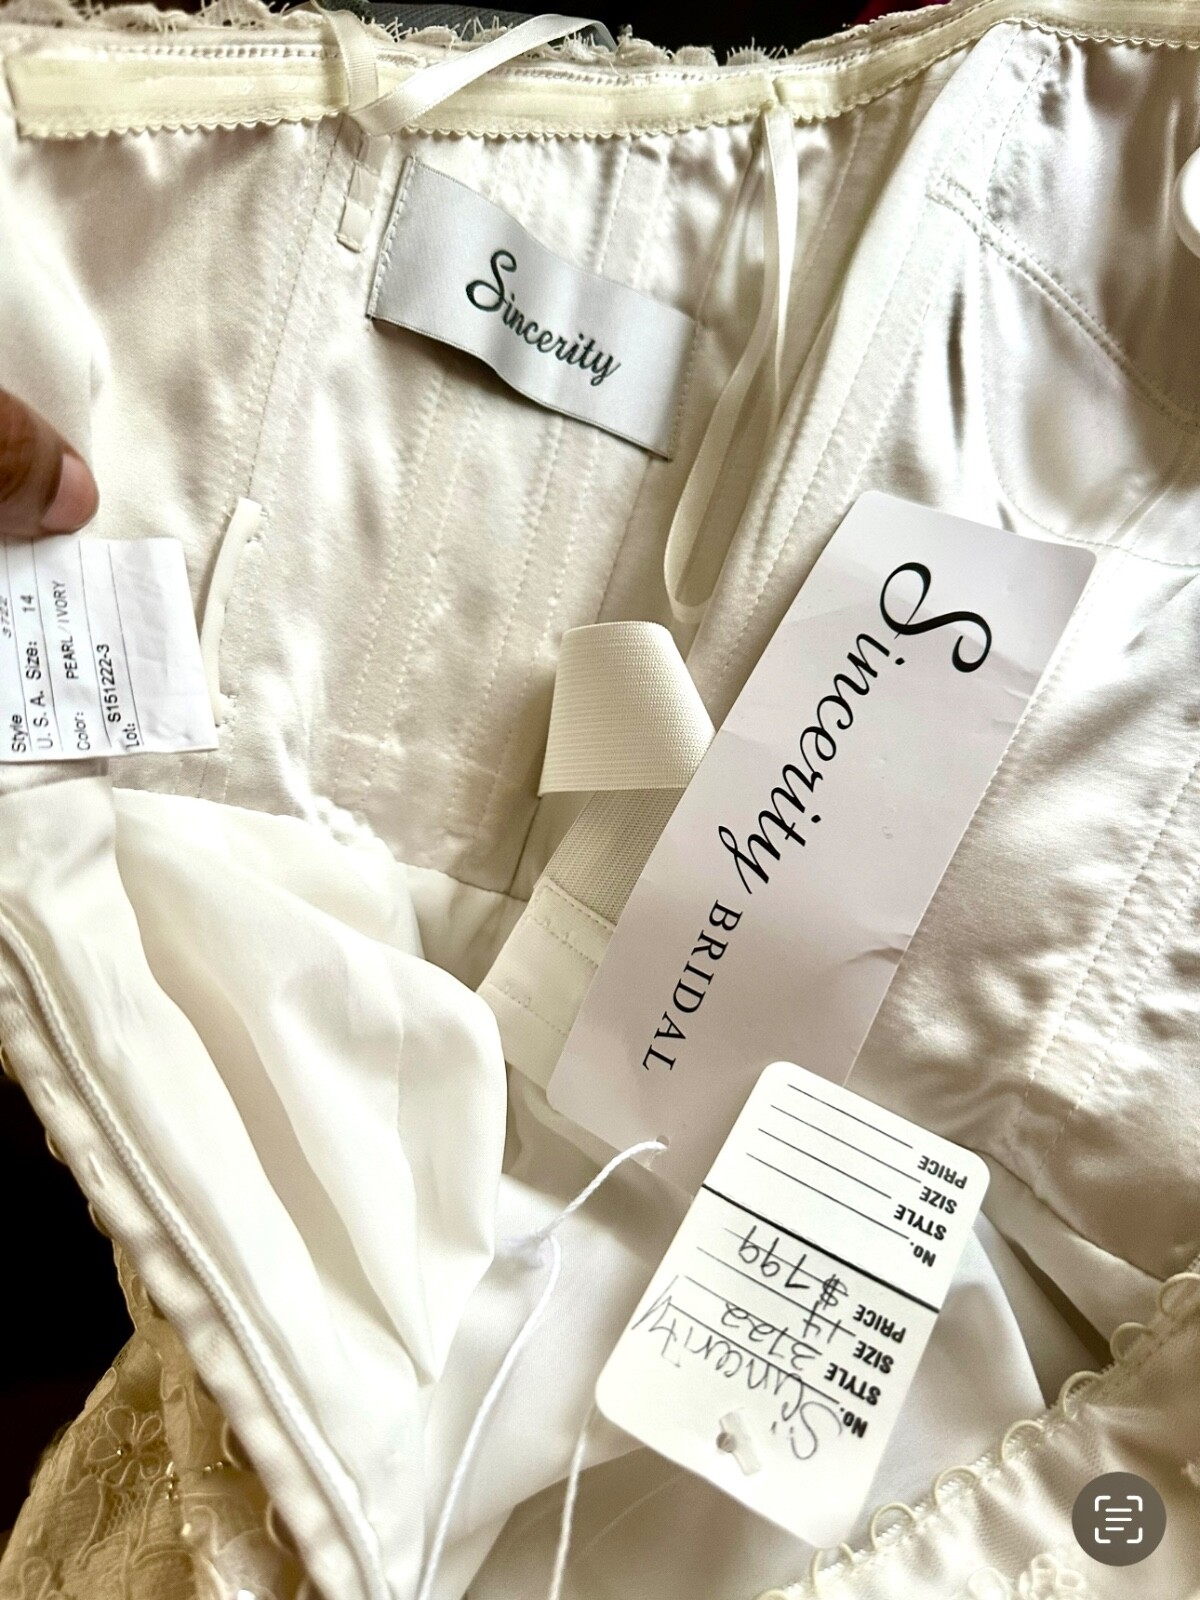 Sincerity
Style 3722
U. S. A. Size: 14
Color: PEARL / IVORY
S151222-3
Lot:
Sincerity
BRIDAL
No. Sincerity
STYLE 3722
SIZE 14
PRICE $799
No.
STYLE
SIZE
PRICE